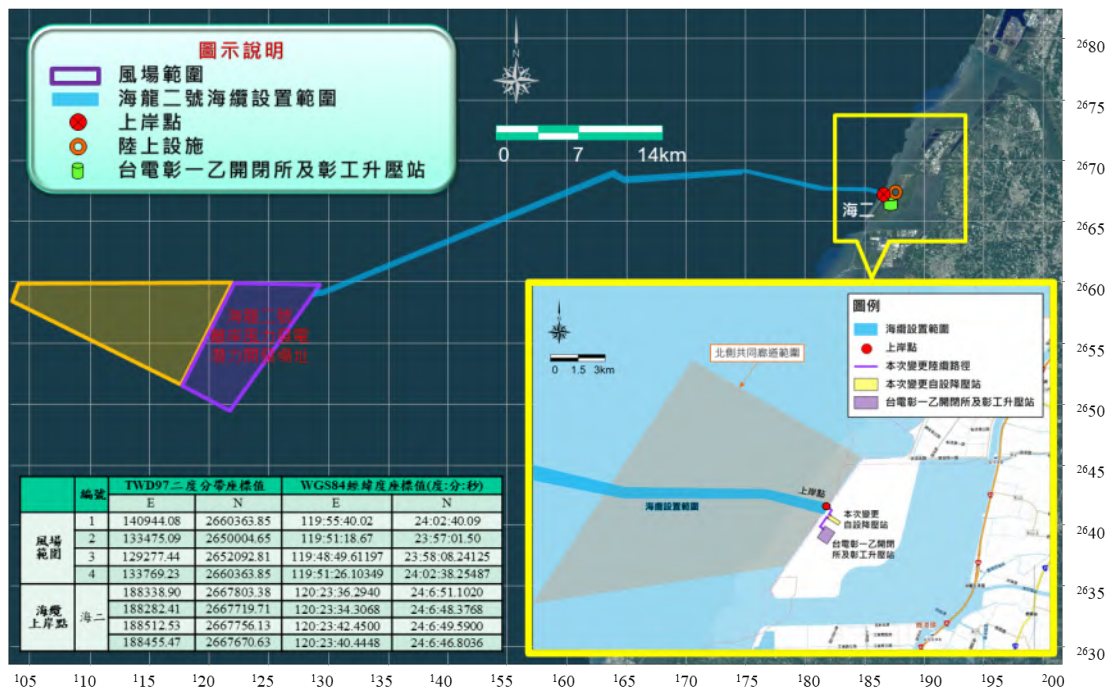 圖示說明
風場範圍
海龍二號海纜設置範圍
上岸點
陸上設施
台電彰一乙開閉所及彰工升壓站
N
0 7 14km
海二
海龍二號
離岸風力發電
潛力開發場址
圖例
海纜設置範圍
上岸點
本次變更陸纜路徑
本次變更自設降壓站
台電彰一乙開閉所及彰工升壓站
N
0 1.5 3km
北側共同廊道範圍
上岸點
海纜設置範圍
本次變更
自設降壓站
台電彰一乙開閉
所及彰工升壓站
編號 TWD97二度分帶座標值 WGS84經緯度座標值(度:分:秒)
E N E N
風場範圍
1 140944.08 2660363.85 119:55:40.02 24:02:40.09
2 133475.09 2650004.65 119:51:18.67 23:57:01.50
3 129277.44 2652092.81 119:48:49.61197 23:58:08.24125
4 133769.23 2660363.85 119:51:26.10349 24:02:38.25487
海纜上岸點 海二
188338.90 2667803.38 120:23:36.2940 24:6:51.1020
188282.41 2667719.71 120:23:34.3068 24:6:48.3768
188512.53 2667756.13 120:23:42.4500 24:6:49.5900
188455.47 2667670.63 120:23:40.4448 24:6:46.8036
2680
2675
2670
2665
2660
2655
2650
2645
2640
2635
2630
105 110 115 120 125 130 135 140 145 150 155 160 165 170 175 180 185 190 195 200